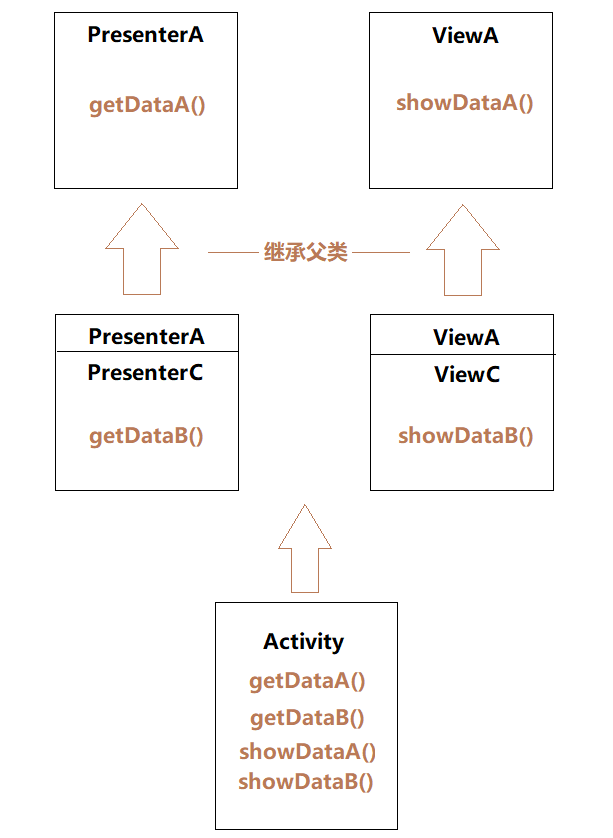 PresenterA
getDataA()
ViewA
showDataA()
继承父类
PresenterA
PresenterC
getDataB()
ViewA
ViewC
showDataB()
Activity
getDataA()
getDataB()
showDataA()
showDataB()